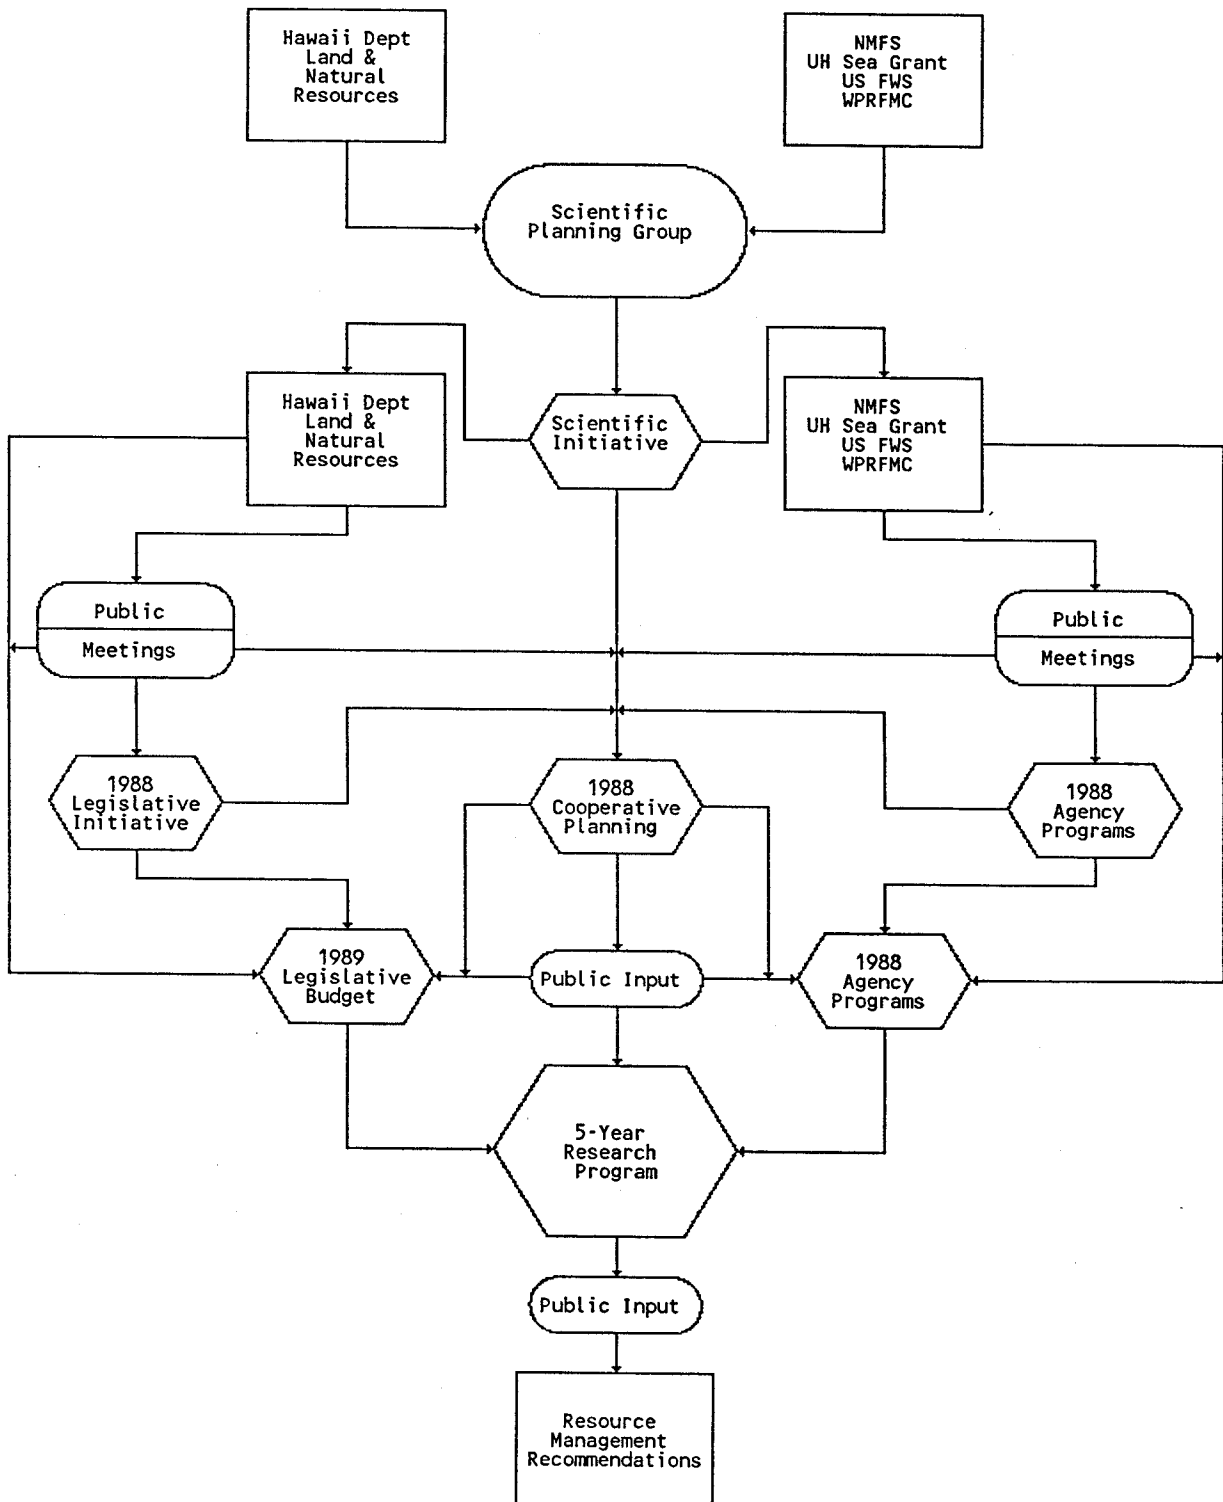 Hawaii Dept
Land &
Natural
Resources
NMFS
UH Sea Grant
US FWS
WPRFMC
Scientific
Planning Group
Hawaii Dept
Land &
Natural
Resources
Scientific
Initiative
NMFS
UH Sea Grant
US FWS
WPRFMC
Public
Meetings
Public
Meetings
1988
Legislative
Initiative
1988
Cooperative
Planning
1988
Agency
Programs
1989
Legislative
Budget
Public Input
1988
Agency
Programs
5-Year
Research
Program
Public Input
Resource
Management
Recommendations